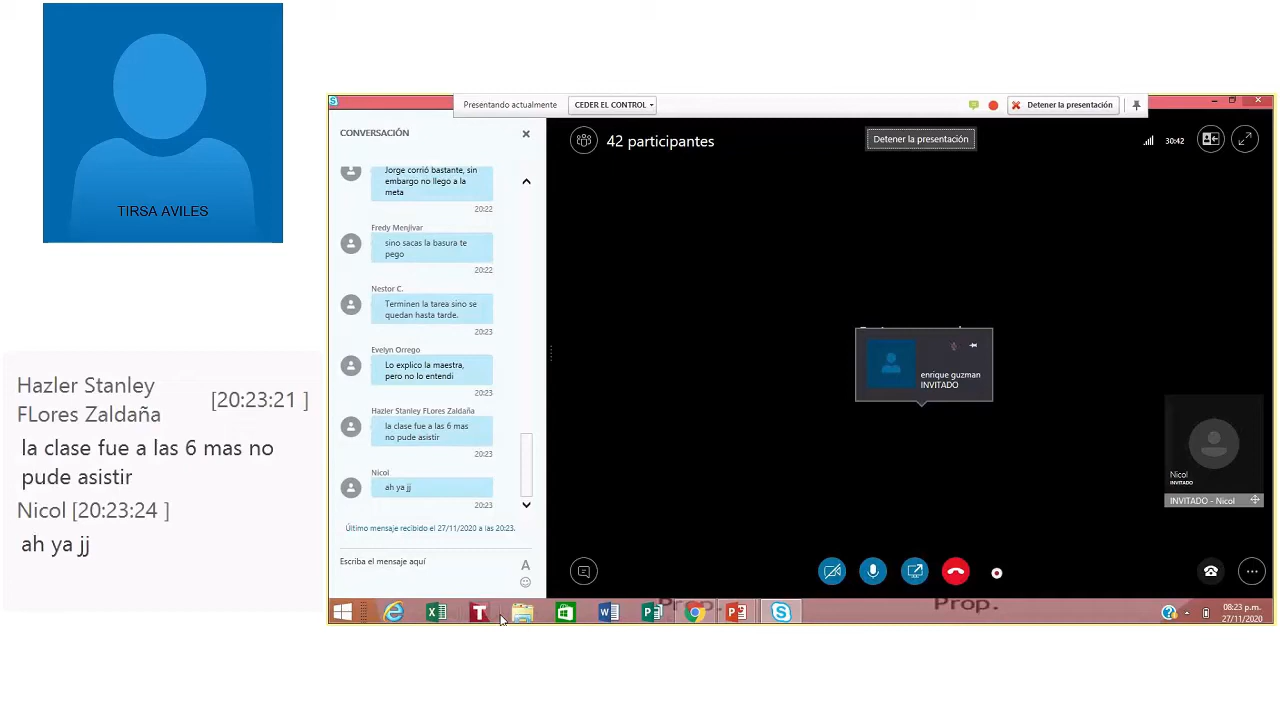 TIRSA AVILES
Hazler Stanley
FLores Zaldaña
[20:23:21 ]
la clase fue a las 6 mas no
pude asistir
Nicol [20:23:24 ]
ah ya jj
Presentando actualmente
CEDER EL CONTROL
Detener la presentación
CONVERSACIÓN
42 participantes
Detener la presentación
30:42
Jorge corrió bastante, sin
embargo no llego a la
meta
20:22
Fredy Menjivar
sino sacas la basura te
pego
20:22
Nestor C.
Terminen la tarea sino se
quedan hasta tarde.
20:23
Evelyn Orrego
Lo explico la maestra,
pero no lo entendi
20:23
Hazler Stanley FLores Zaldaña
la clase fue a las 6 mas
no pude asistir
20:23
Nicol
ah ya jj
20:23
Último mensaje recibido el 27/11/2020 a las 20:23.
Escriba el mensaje aquí
enrique guzman
INVITADO
Nicol
INVITADO
INVITADO - Nicol
Prop.
Prop.
08:23 p.m.
27/11/2020